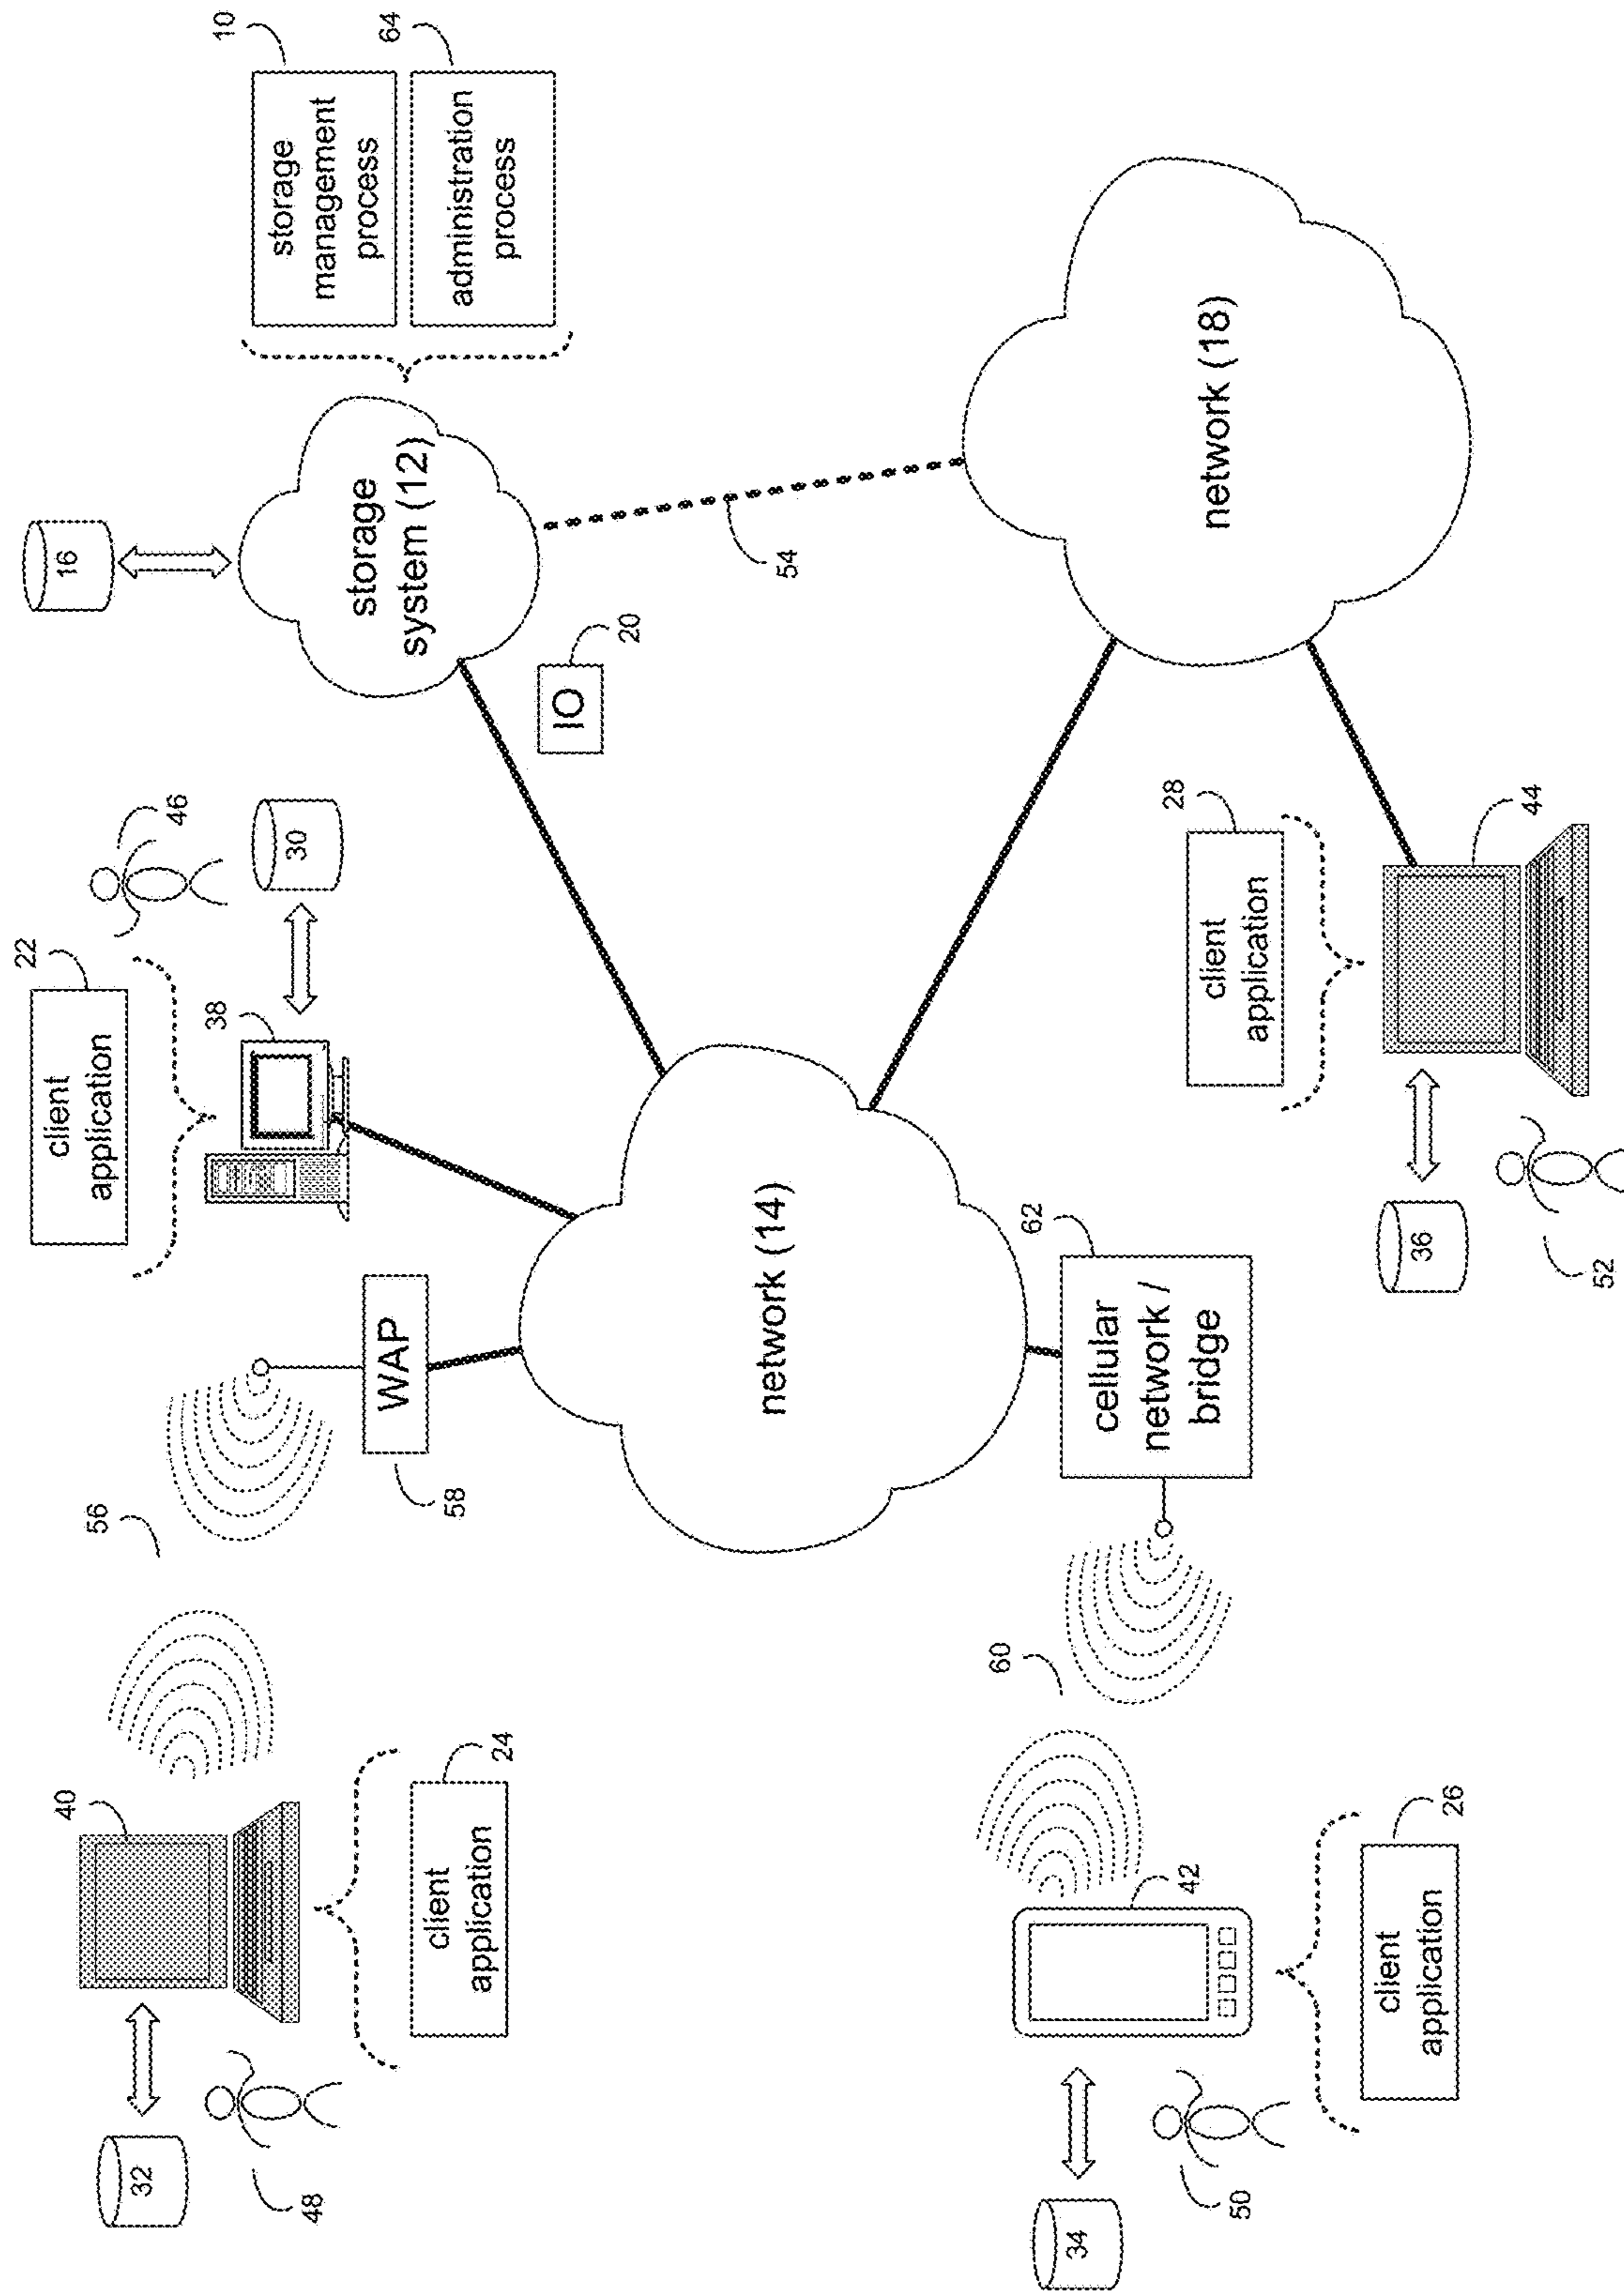 22
16
client
application
40
56
32
46
38
10
storage
management
process
30
48
64
storage
system (12)
administration
process
WAP
58
24
client
application
20
IO
54
network (14)
60
62
cellular
network /
bridge
34
28
42
network (18)
client
application
50
36
26
client
application
44
52